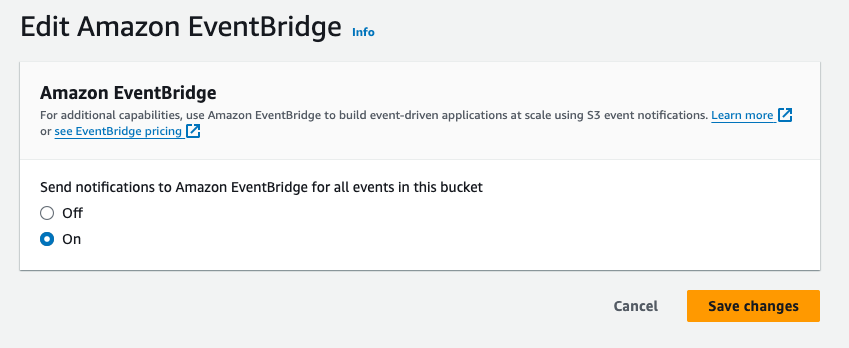 Edit Amazon EventBridge Info
Amazon EventBridge
For additional capabilities, use Amazon EventBridge to build event-driven applications at scale using S3 event notifications. Learn more
or see EventBridge pricing
Send notifications to Amazon EventBridge for all events in this bucket
Off
On
Cancel Save changes